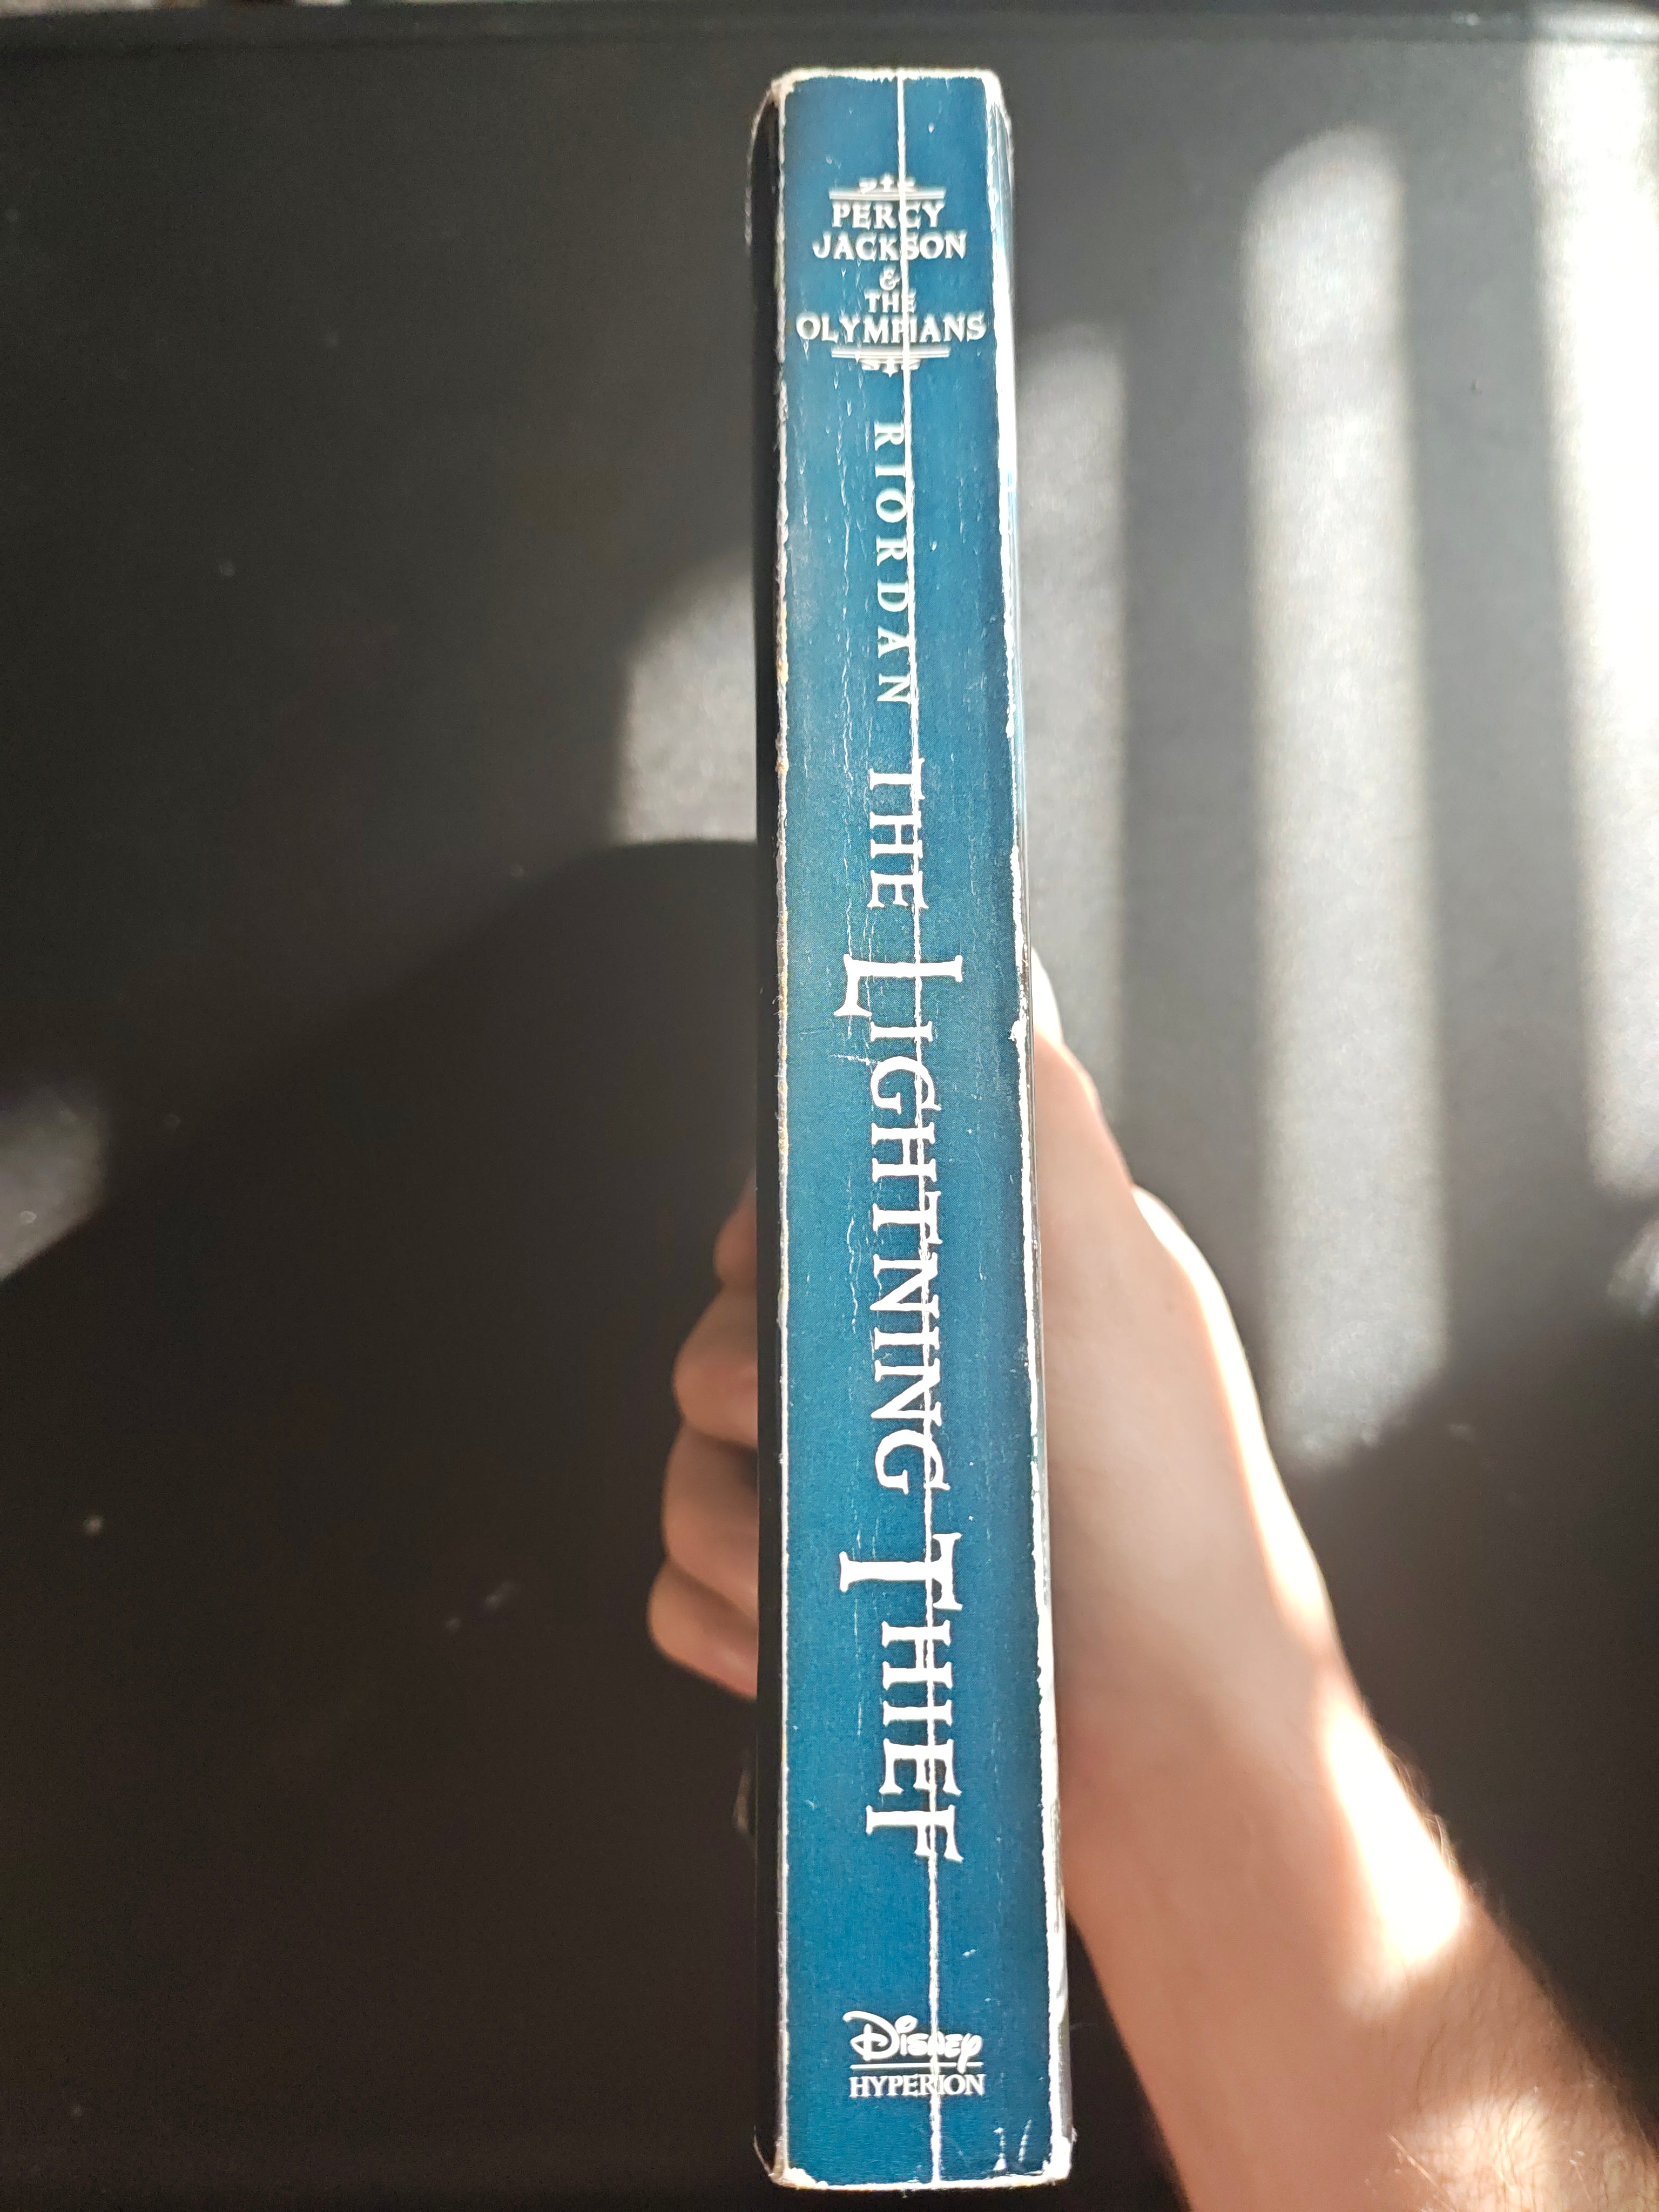 PERCY
JACKSON
&
THE
OLYMPIANS
RIORDAN
THE LIGHTNING THIEF
Disney
HYPERION